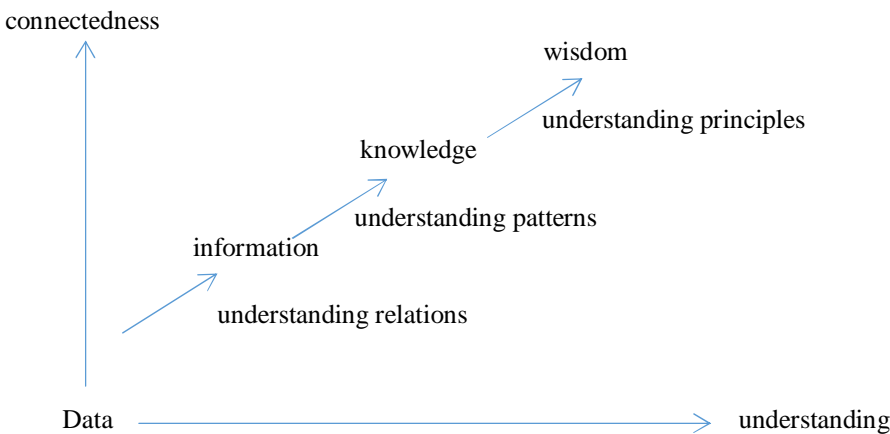 connectedness
wisdom
understanding principles
knowledge
understanding patterns
information
understanding relations
Data
understanding